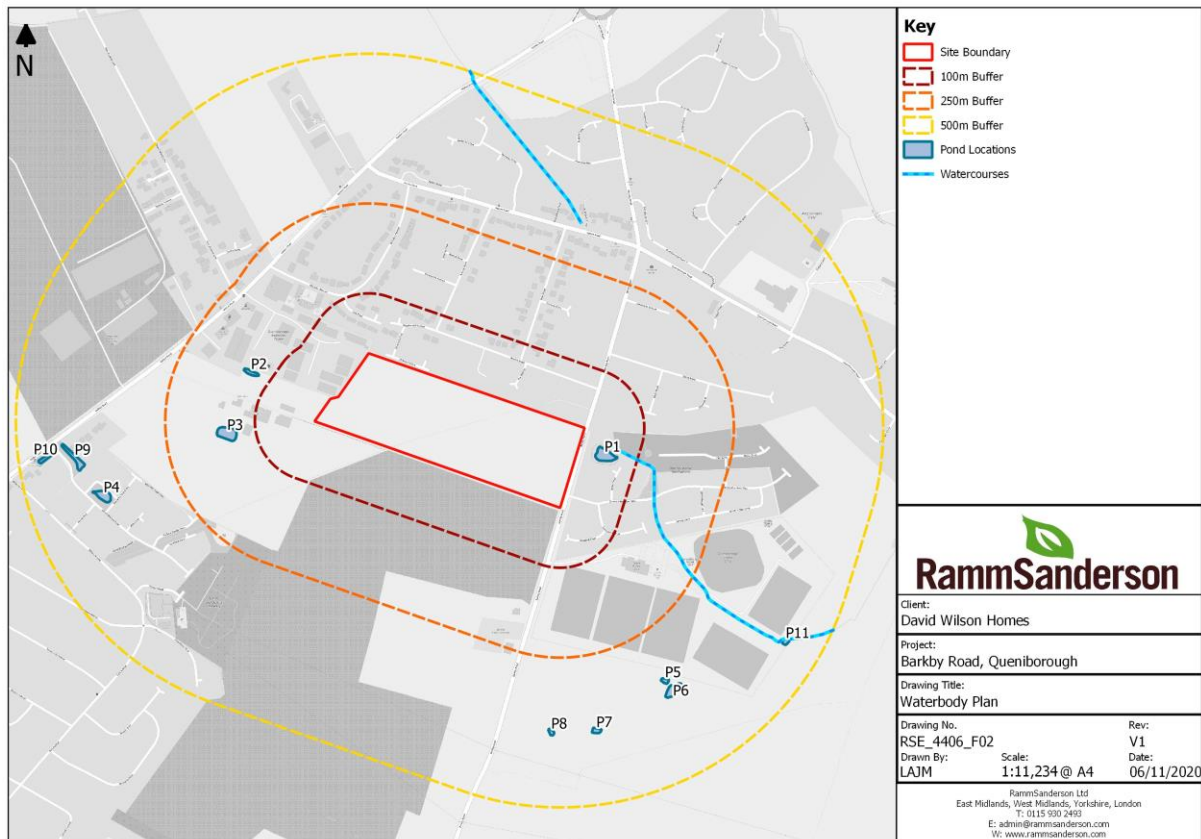 N
P2
P3
P1
P10
P9
P4
P11
P5
P6
P8
P7
Key
Site Boundary
100m Buffer
250m Buffer
500m Buffer
Pond Locations
Watercourses
RammSanderson
Client:
David Wilson Homes
Project:
Barkby Road, Queniborough
Drawing Title:
Waterbody Plan
Drawing No. Rev:
RSE_4406_F02 V1
Drawn By: Scale: Date:
LAJM 1:11,234 @ A4 06/11/2020
RammSanderson Ltd
East Midlands, West Midlands, Yorkshire, London
T: 0115 930 2493
E: admin@rammsanderson.com
W: www.rammsanderson.com